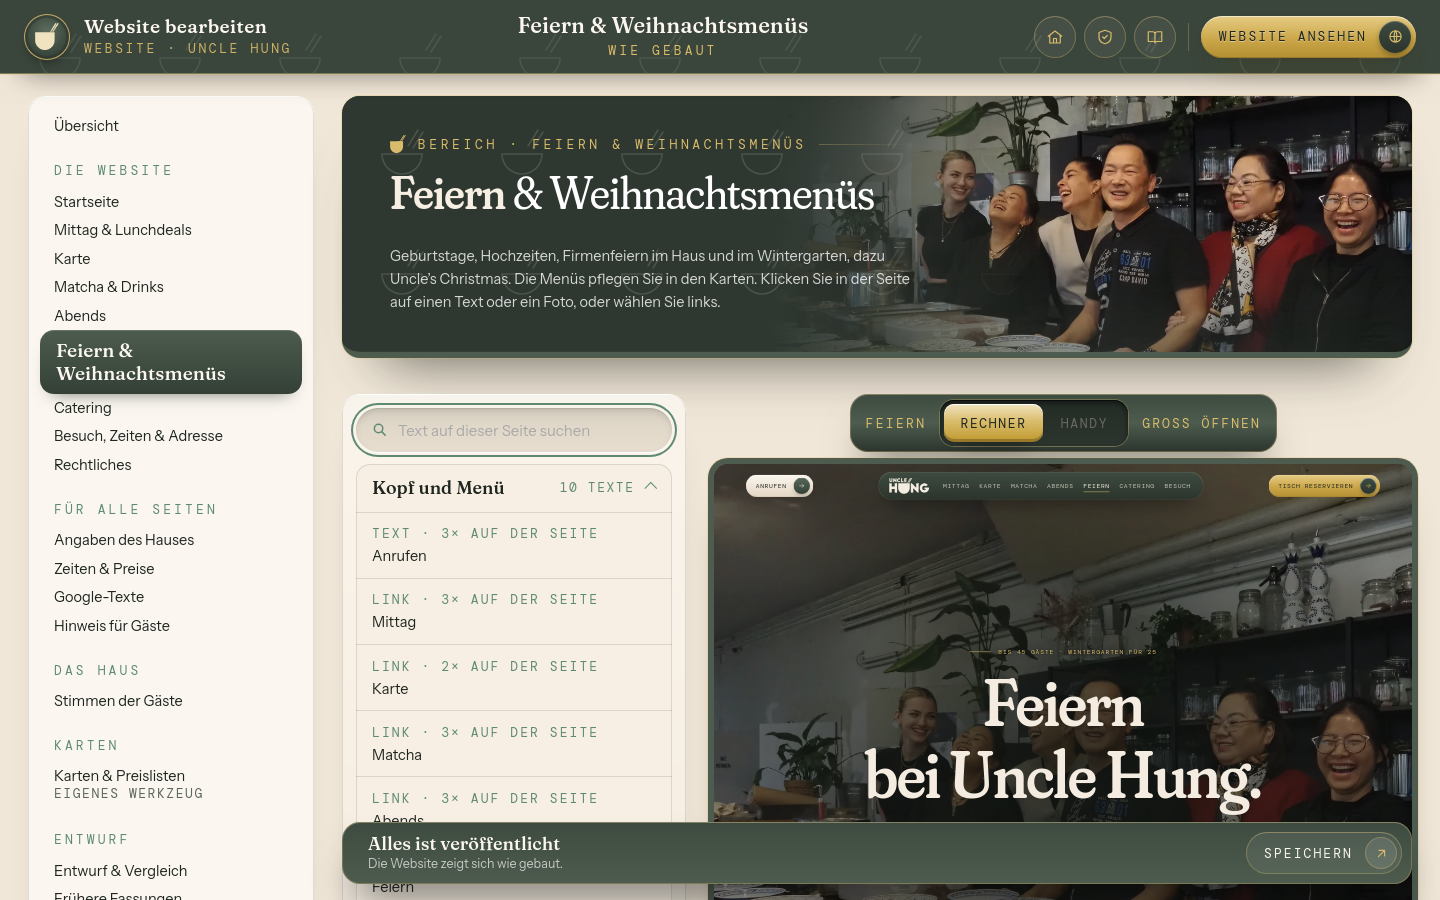 Website bearbeiten
WEBSITE · UNCLE HUNG
Feiern & Weihnachtsmenüs
WIE GEBAUT
WEBSITE ANSEHEN
Übersicht
DIE WEBSITE
Startseite
Mittag & Lunchdeals
Karte
Matcha & Drinks
Abends
Feiern &
Weihnachtsmenüs
Catering
Besuch, Zeiten & Adresse
Rechtliches
FÜR ALLE SEITEN
Angaben des Hauses
Zeiten & Preise
Google-Texte
Hinweis für Gäste
DAS HAUS
Stimmen der Gäste
KARTEN
Karten & Preislisten
EIGENES WERKZEUG
ENTWURF
Entwurf & Vergleich
Frühere Fassungen
BEREICH · FEIERN & WEIHNACHTSMENÜS
Feiern & Weihnachtsmenüs
Geburtstage, Hochzeiten, Firmenfeiern im Haus und im Wintergarten, dazu
Uncle's Christmas. Die Menüs pflegen Sie in den Karten. Klicken Sie in der Seite
auf einen Text oder ein Foto, oder wählen Sie links.
Text auf dieser Seite suchen
Kopf und Menü
10 TEXTE
TEXT · 3× AUF DER SEITE
Anrufen
LINK · 3× AUF DER SEITE
Mittag
LINK · 2× AUF DER SEITE
Karte
LINK · 3× AUF DER SEITE
Matcha
LINK · 3× AUF DER SEITE
Abends
Feiern
FEIERN
RECHNER
HANDY
GROSS ÖFFNEN
ANRUFEN
UNCLE HUNG
MITTAG KARTE MATCHA ABENDS FEIERN CATERING BESUCH
TISCH RESERVIEREN
BIS 45 GÄSTE · WINTERGARTEN FÜR 25
Feiern
bei Uncle Hung.
Alles ist veröffentlicht
Die Website zeigt sich wie gebaut.
SPEICHERN